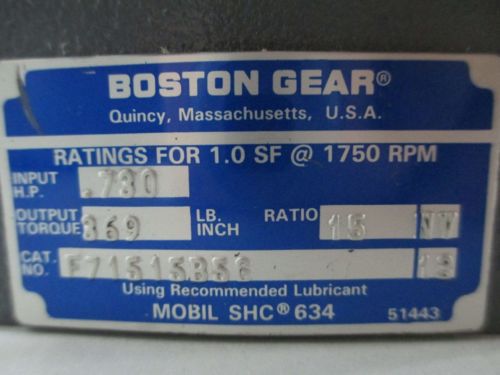 BOSTON GEAR®
Quincy, Massachusetts, U.S.A.
RATINGS FOR 1.0 SF @ 1750 RPM
INPUT H.P. .730
OUTPUT TORQUE 369 LB. INCH RATIO 15
CAT. NO.
Using Recommended Lubricant
MOBIL SHC® 634 51443